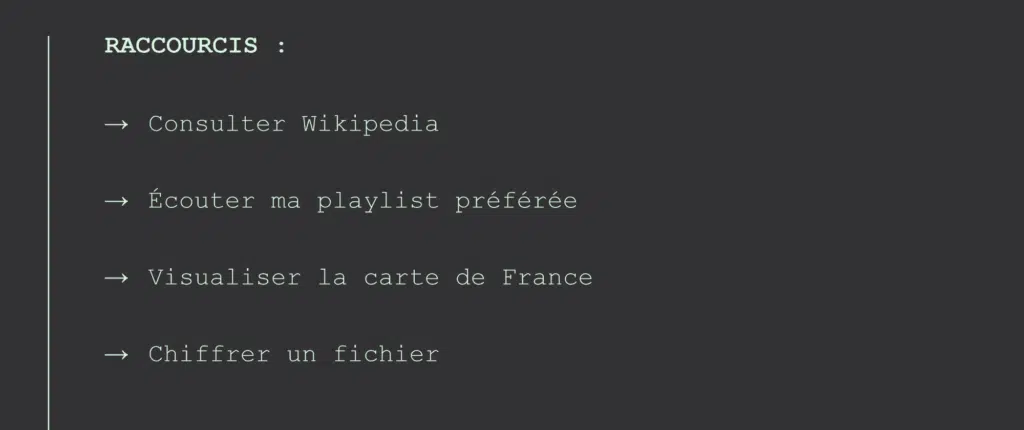 RACCOURCIS :
→ Consulter Wikipedia
→ Écouter ma playlist préférée
→ Visualiser la carte de France
→ Chiffrer un fichier